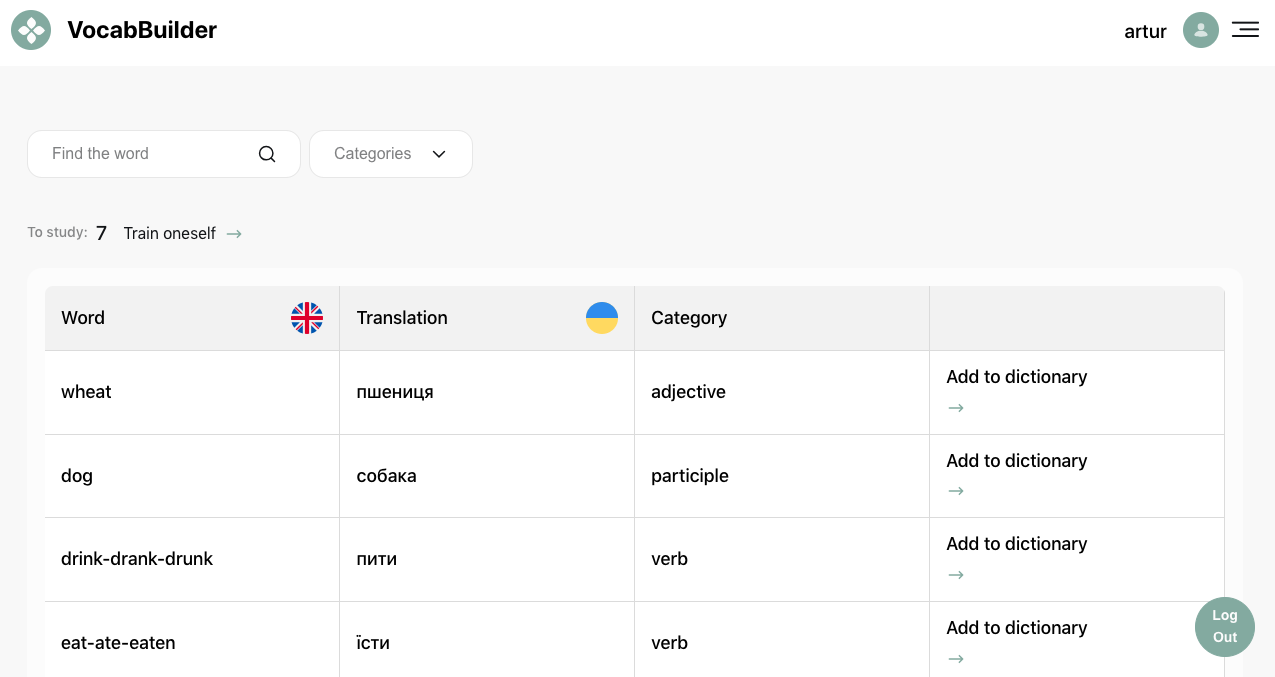 VocabBuilder
artur
Find the word
Categories
To study: 7 Train oneself
Word Translation Category
wheat пшениця adjective Add to dictionary
dog собака participle Add to dictionary
drink-drank-drunk пити verb Add to dictionary
eat-ate-eaten їсти verb Add to dictionary
Log
Out